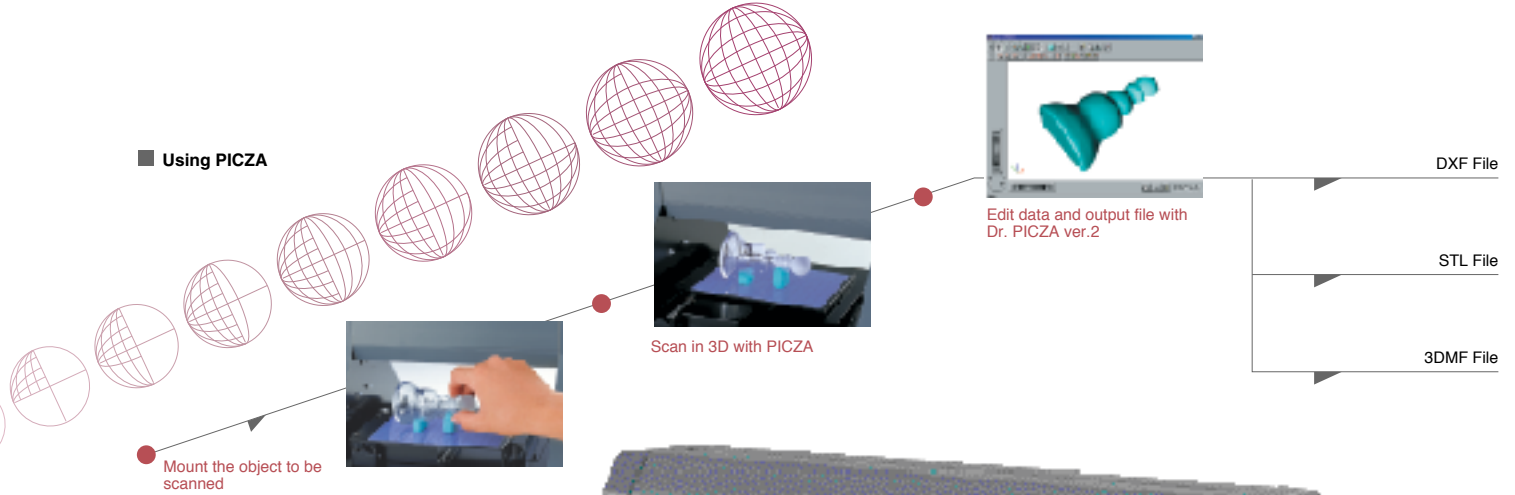 Using PICZA
Mount the object to be
scanned
Scan in 3D with PICZA
Edit data and output file with
Dr. PICZA ver.2
DXF File
STL File
3DMF File